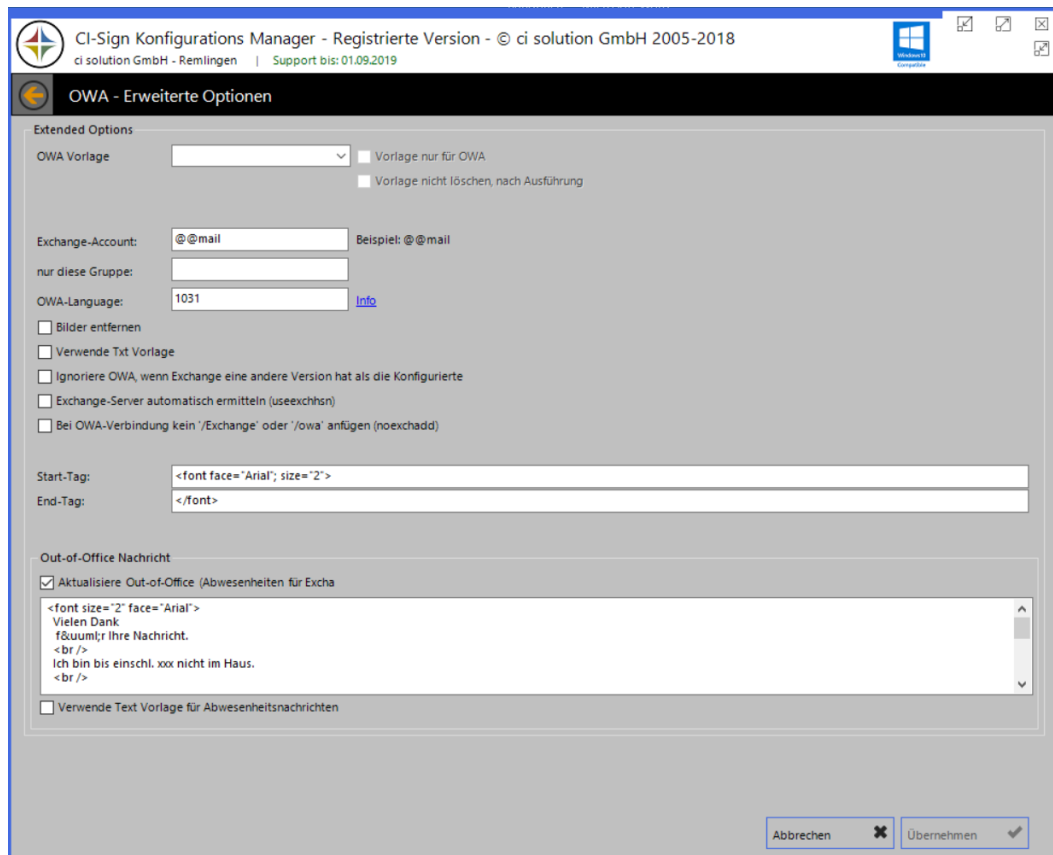 CI-Sign Konfigurations Manager - Registrierte Version - © ci solution GmbH 2005-2018
ci solution GmbH - Remlingen | Support bis: 01.09.2019
Windows 10
Compatible
OWA - Erweiterte Optionen
Extended Options
OWA Vorlage
Vorlage nur für OWA
Vorlage nicht löschen, nach Ausführung
Exchange-Account: @@mail Beispiel: @@mail
nur diese Gruppe:
OWA-Language: 1031 Info
Bilder entfernen
Verwende Txt Vorlage
Ignoriere OWA, wenn Exchange eine andere Version hat als die Konfigurierte
Exchange-Server automatisch ermitteln (useexchhsn)
Bei OWA-Verbindung kein '/Exchange' oder '/owa' anfügen (noexchadd)
Start-Tag: <font face="Arial"; size="2">
End-Tag: </font>
Out-of-Office Nachricht
Aktualisiere Out-of-Office (Abwesenheiten für Excha
<font size="2" face="Arial">
Vielen Dank
f&uuml;r Ihre Nachricht.
<br />
Ich bin bis einschl. xxx nicht im Haus.
<br />
Verwende Text Vorlage für Abwesenheitsnachrichten
Abbrechen
Übernehmen